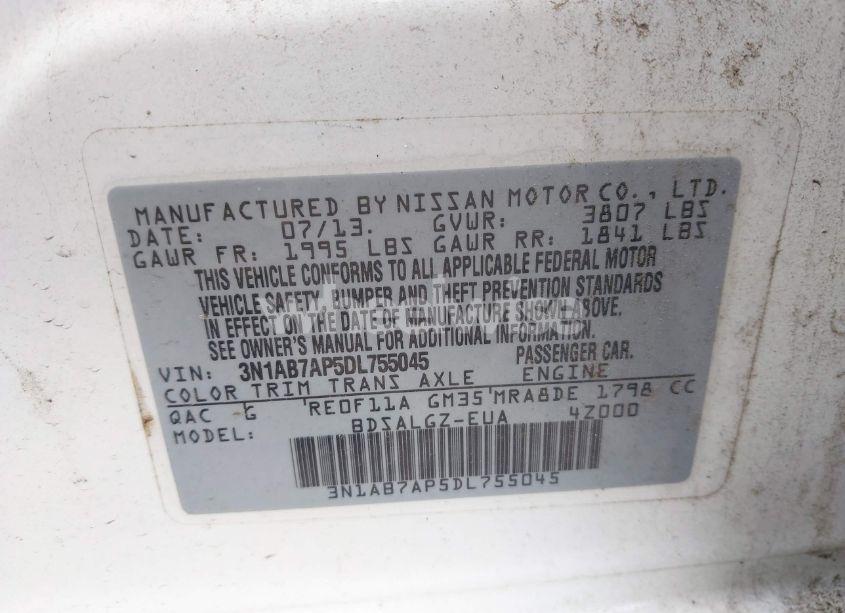 MANUFACTURED BY NISSAN MOTOR CO., LTD.
DATE: 07/13. GVWR: 3807 LBS
GAWR FR: 1995 LBS GAWR RR: 1841 LBS
THIS VEHICLE CONFORMS TO ALL APPLICABLE FEDERAL MOTOR
VEHICLE SAFETY, BUMPER AND THEFT PREVENTION STANDARDS
IN EFFECT ON THE DATE OF MANUFACTURE SHOWN ABOVE.
SEE OWNER'S MANUAL FOR ADDITIONAL INFORMATION.
VIN: 3N1AB7AP5DL755045 PASSENGER CAR.
COLOR TRIM TRANS AXLE ENGINE
QAC G RE0F11A GM35 MRA8DE 1798 CC
MODEL: BDSALGZ-EUA 4Z000
3N1AB7AP5DL755045